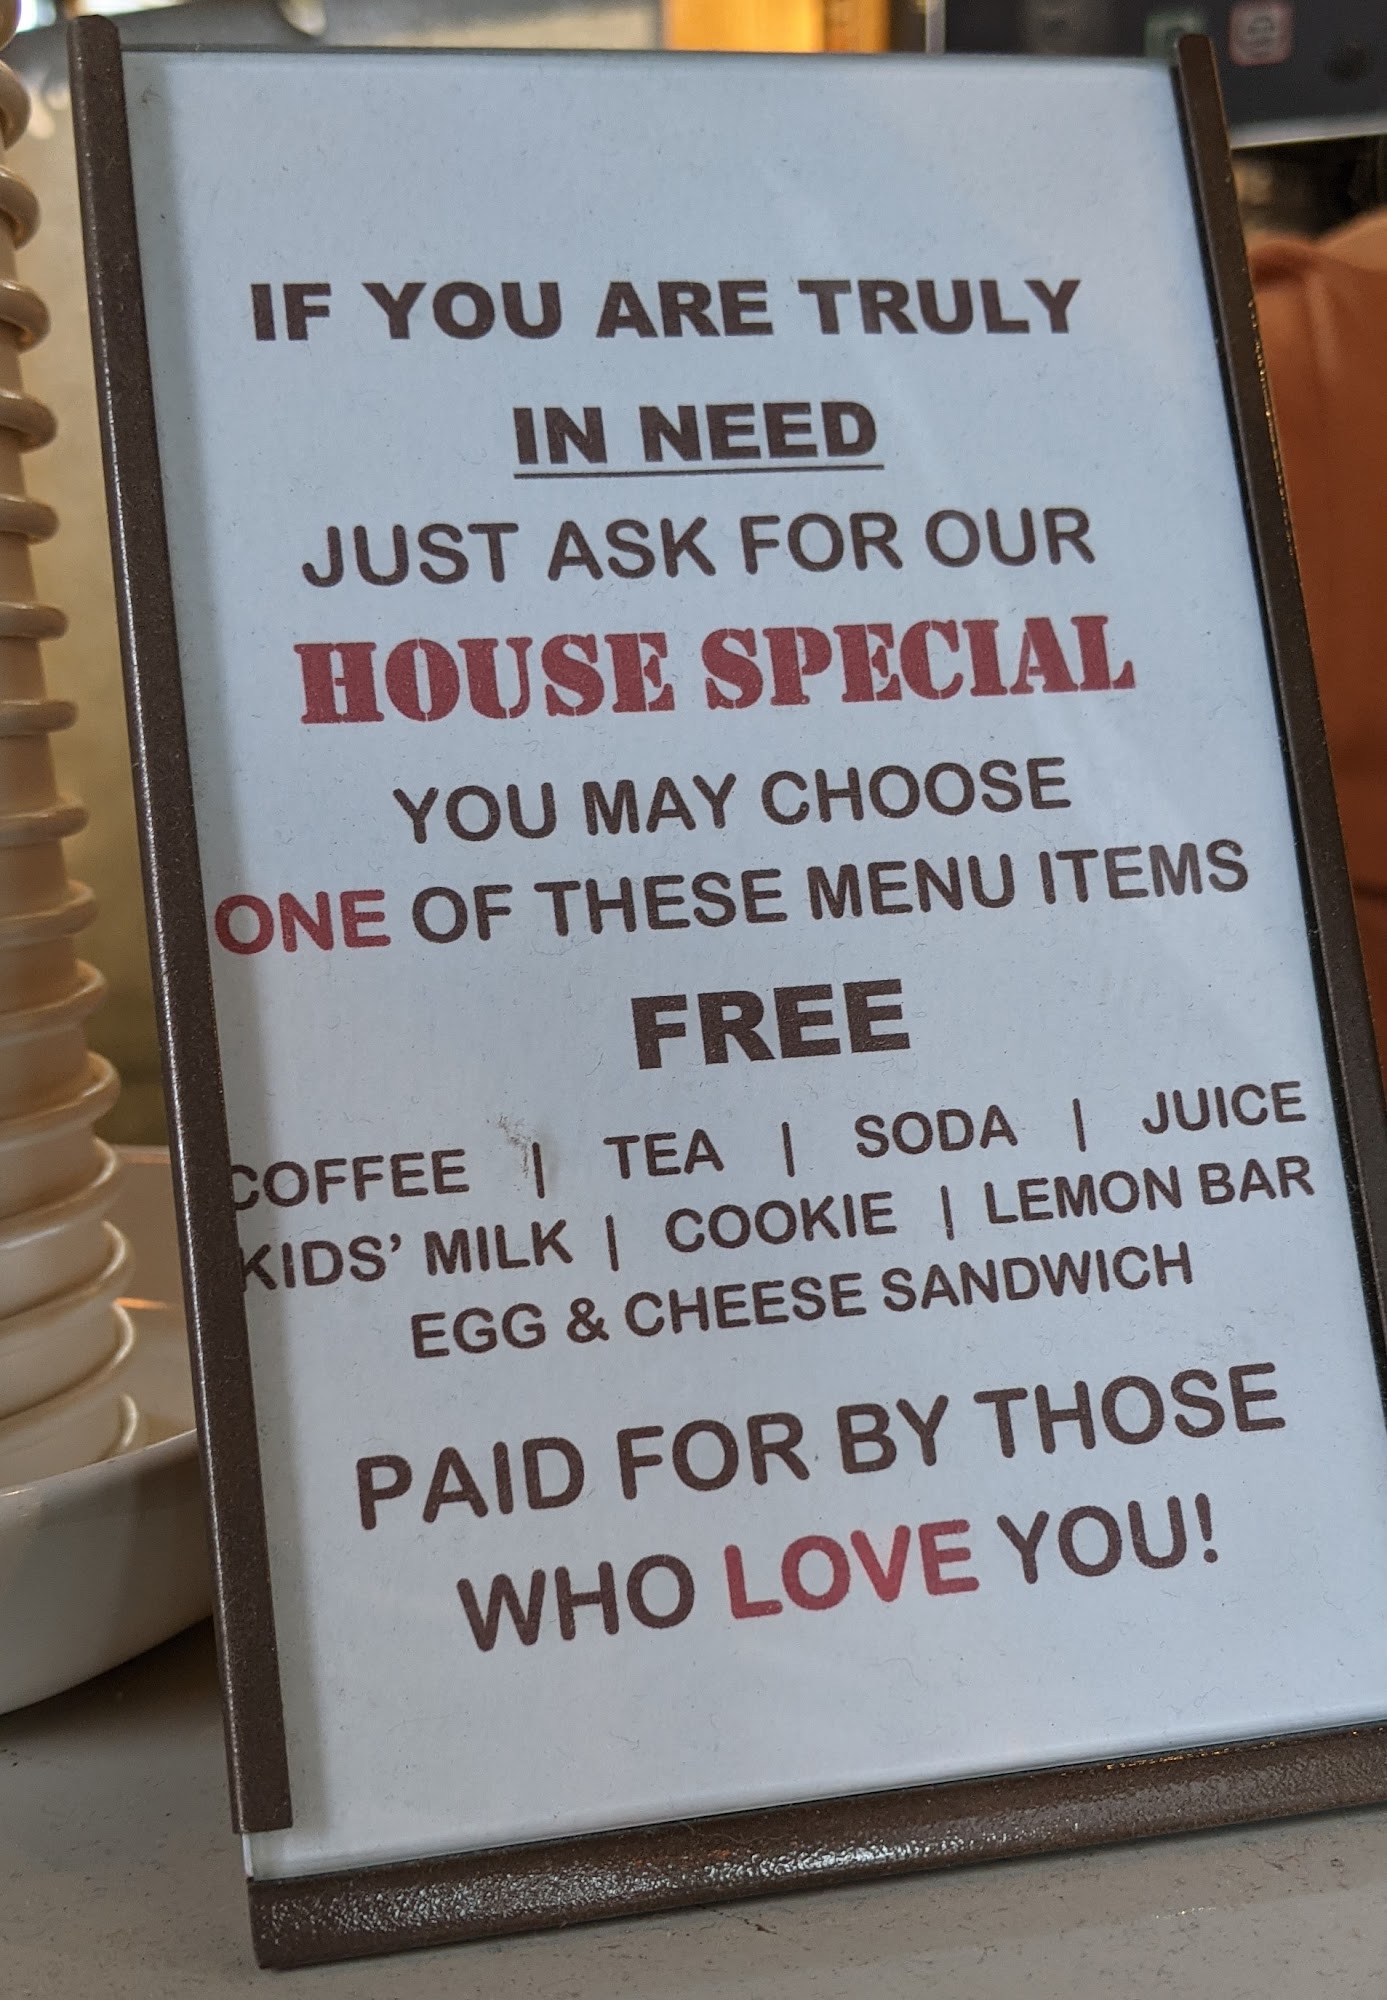 IF YOU ARE TRULY
IN NEED
JUST ASK FOR OUR
HOUSE SPECIAL
YOU MAY CHOOSE
ONE OF THESE MENU ITEMS
FREE
COFFEE | TEA | SODA | JUICE
KIDS' MILK | COOKIE | LEMON BAR
EGG & CHEESE SANDWICH
PAID FOR BY THOSE
WHO LOVE YOU!